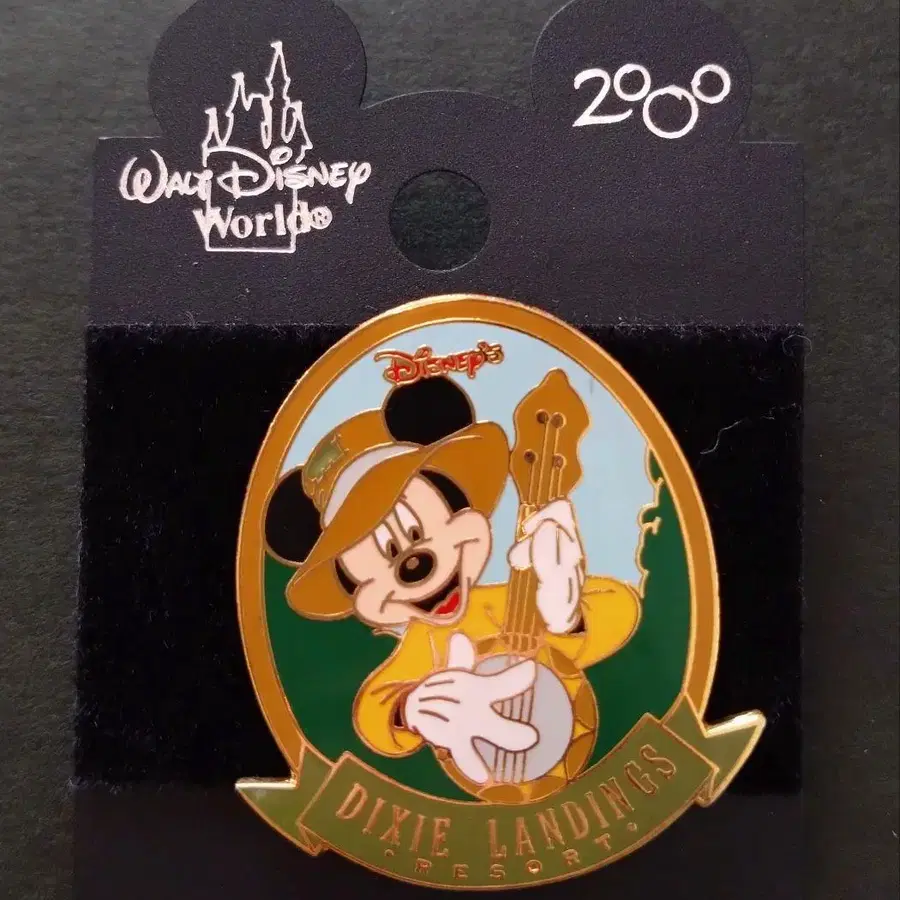 WALT DISNEY
World®
2000
DISNEY'S
DIXIE LANDINGS
• RESORT •